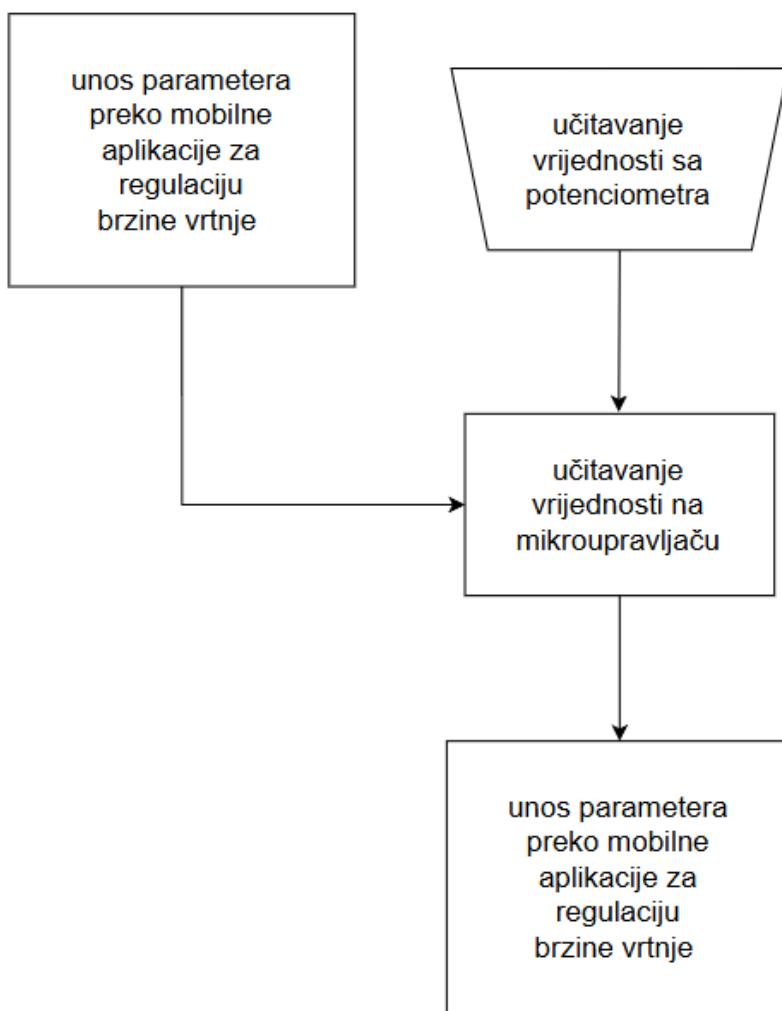 unos parametera
preko mobilne
aplikacije za
regulaciju
brzine vrtnje
učitavanje
vrijednosti sa
potenciometra
učitavanje
vrijednosti na
mikroupravljaču
unos parametera
preko mobilne
aplikacije za
regulaciju
brzine vrtnje